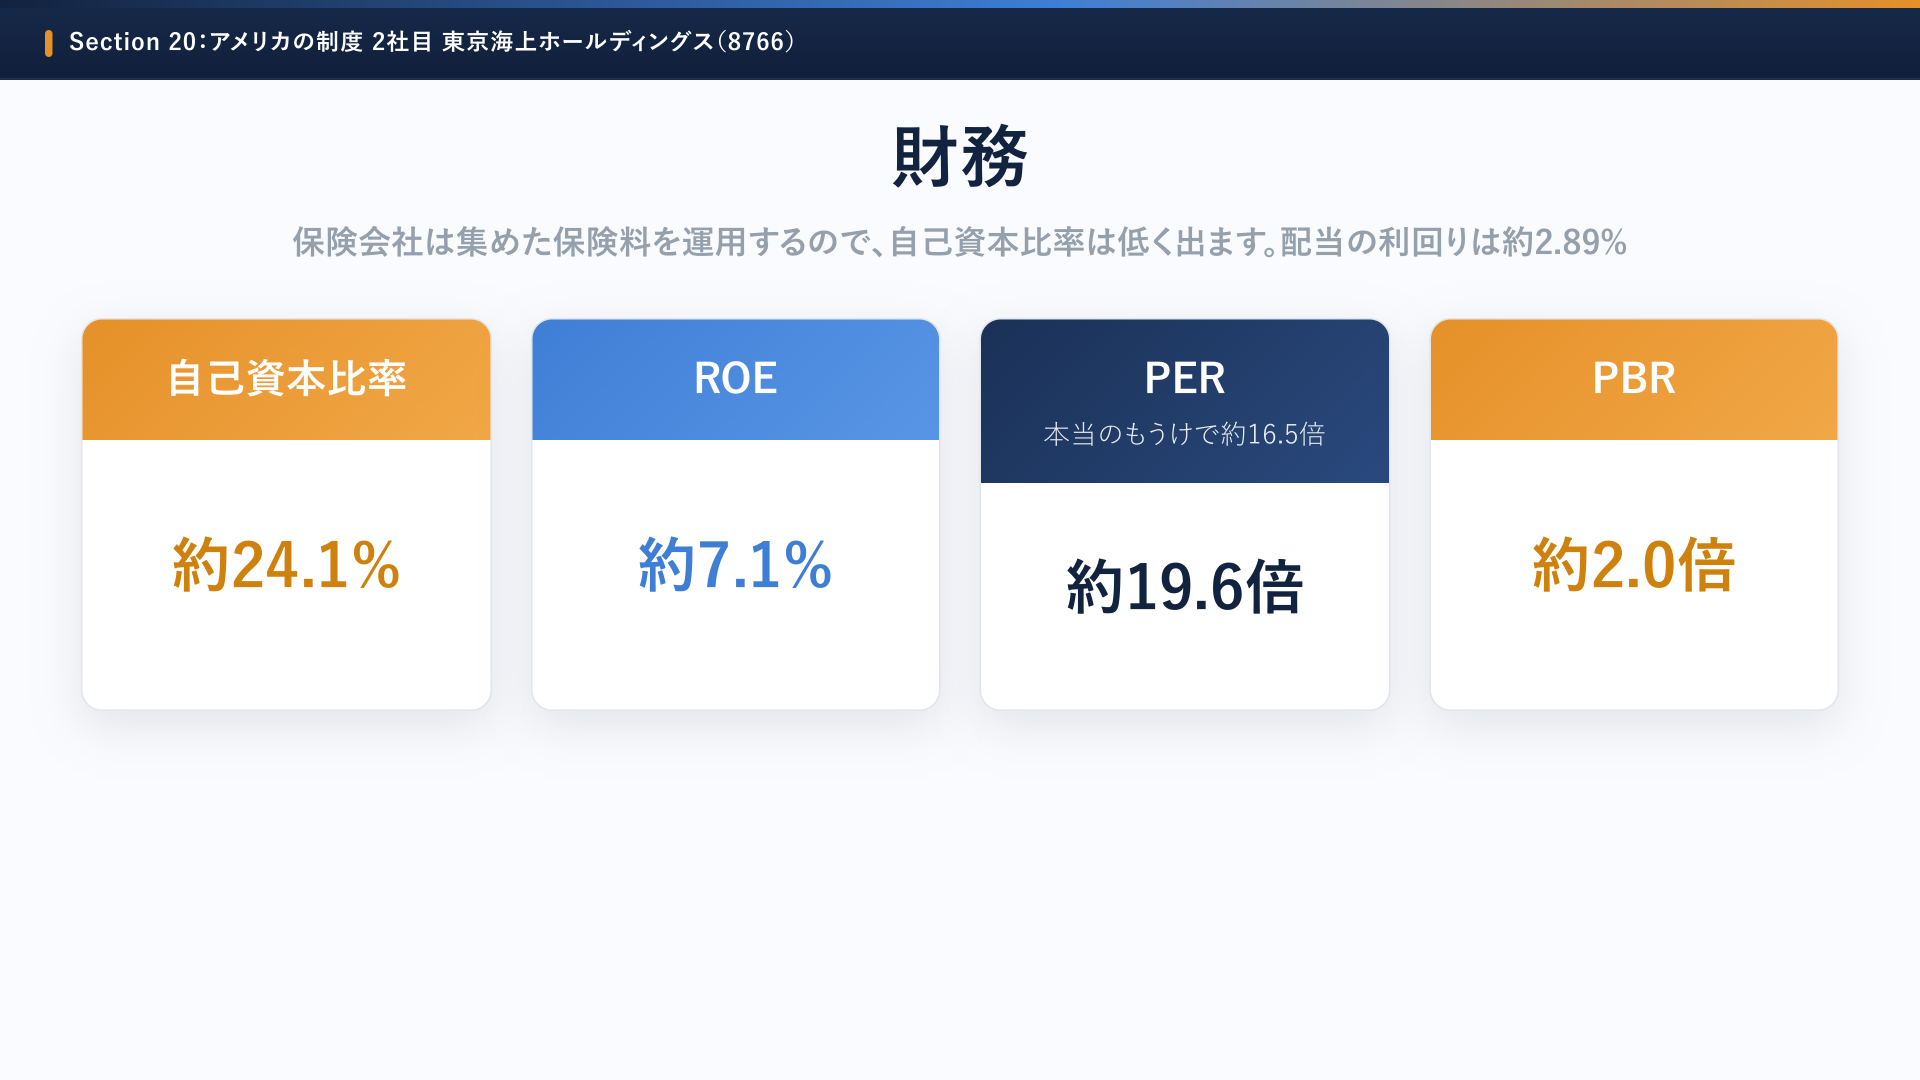 Section 20：アメリカの制度 2社目 東京海上ホールディングス（8766）
財務
保険会社は集めた保険料を運用するので、自己資本比率は低く出ます。配当の利回りは約2.89%
自己資本比率
約24.1%
ROE
約7.1%
PER
本当のもうけで約16.5倍
約19.6倍
PBR
約2.0倍